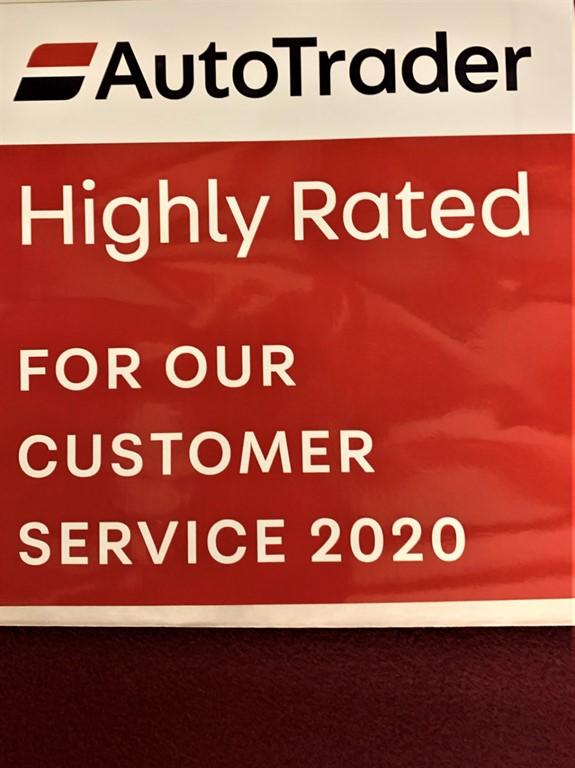 AutoTrader
Highly Rated
FOR OUR
CUSTOMER
SERVICE 2020